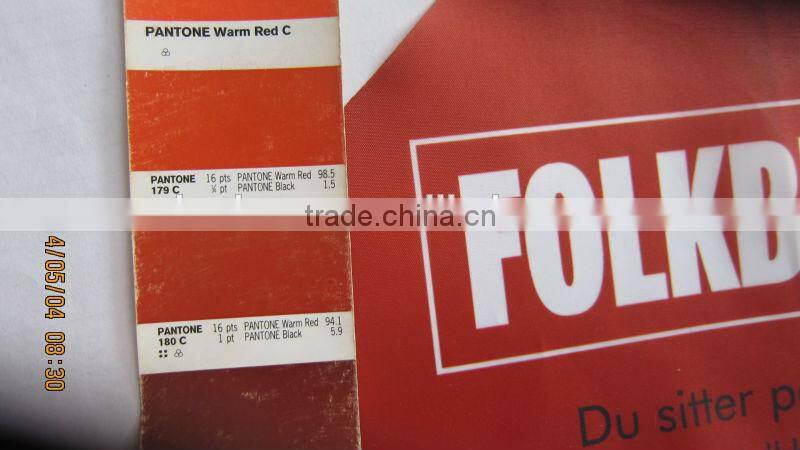 PANTONE Warm Red C
PANTONE 16 pts PANTONE Warm Red 98.5
179 C ¼ pt PANTONE Black 1.5
trade.china.cn
PANTONE 16 pts PANTONE Warm Red 94.1
180 C 1 pt PANTONE Black 5.9
FOLKB
Du sitter p
4/05/04 08:30